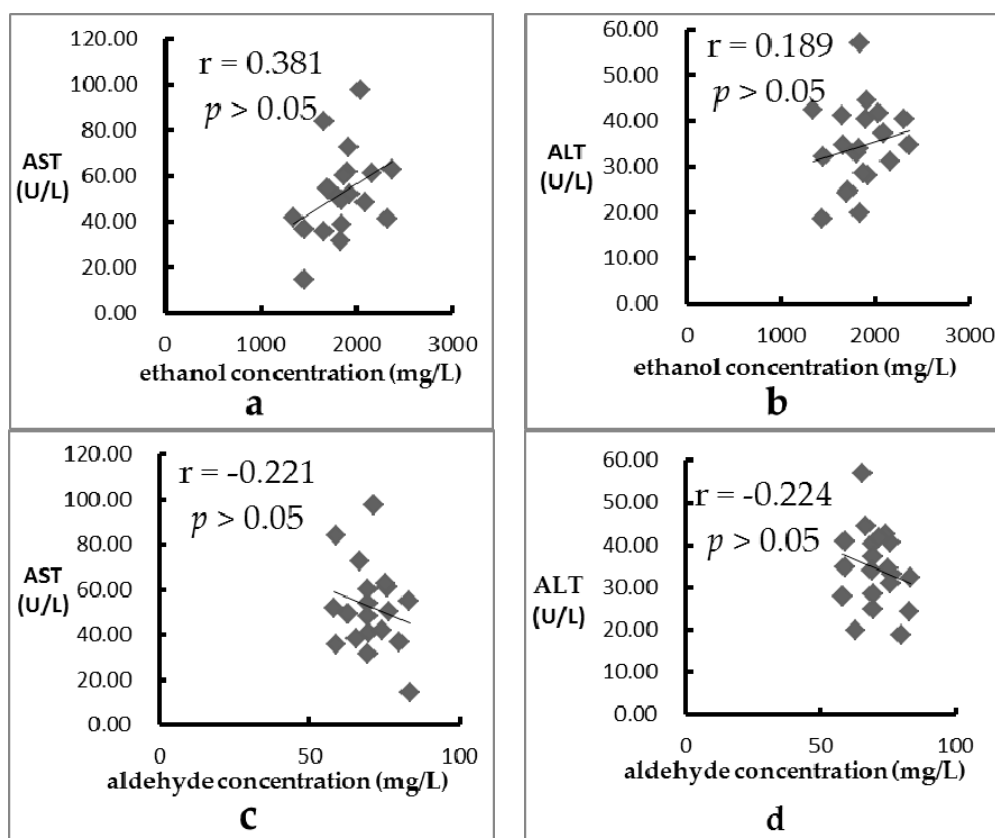 120.00
100.00
80.00
60.00
40.00
20.00
0.00
AST
(U/L)
r = 0.381
p > 0.05
0 1000 2000 3000
ethanol concentration (mg/L)
a
60.00
50.00
40.00
30.00
20.00
10.00
0.00
ALT
(U/L)
r = 0.189
p > 0.05
0 1000 2000 3000
ethanol concentration (mg/L)
b
120.00
100.00
80.00
60.00
40.00
20.00
0.00
AST
(U/L)
r = -0.221
p > 0.05
0 50 100
aldehyde concentration (mg/L)
c
60.00
50.00
40.00
30.00
20.00
10.00
0.00
ALT
(U/L)
r = -0.224
p > 0.05
0 50 100
aldehyde concentration (mg/L)
d